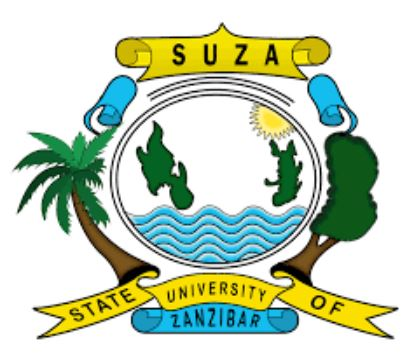 SUZA
STATE UNIVERSITY OF
ZANZIBAR